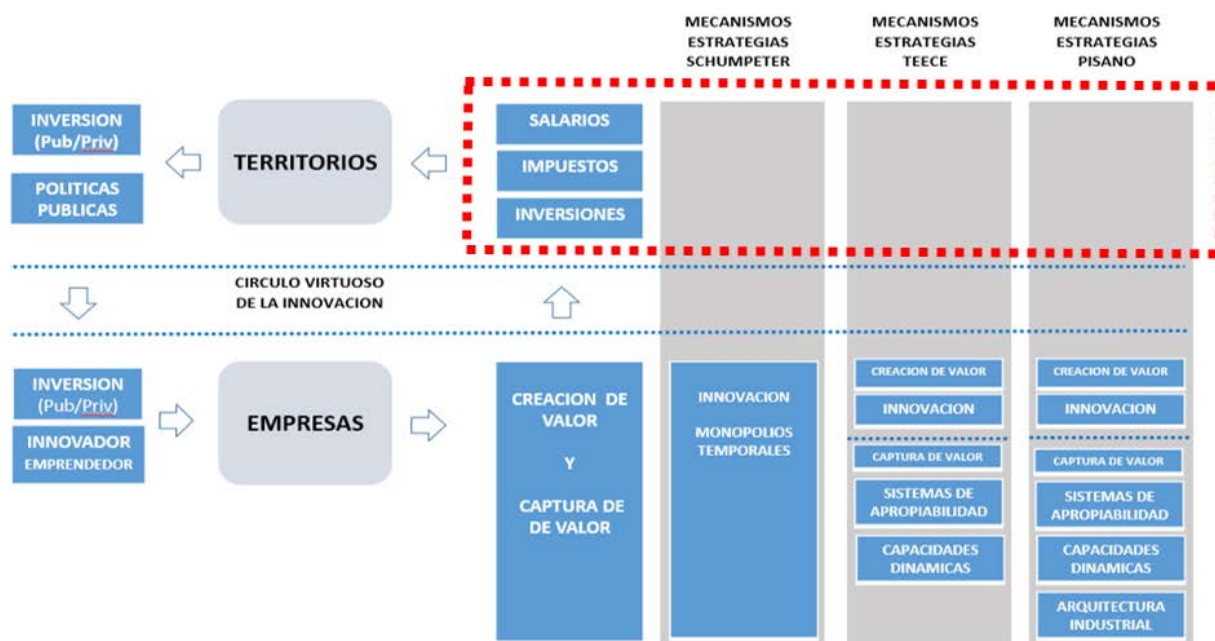 MECANISMOS
ESTRATEGIAS
SCHUMPETER
MECANISMOS
ESTRATEGIAS
TEECE
MECANISMOS
ESTRATEGIAS
PISANO
INVERSION
(Pub/Priv)
POLITICAS
PUBLICAS
TERRITORIOS
SALARIOS
IMPUESTOS
INVERSIONES
CIRCULO VIRTUOSO
DE LA INNOVACION
INVERSION
(Pub/Priv)
INNOVADOR
EMPRENDEDOR
EMPRESAS
CREACION DE
VALOR
Y
CAPTURA DE
DE VALOR
INNOVACION
MONOPOLIOS
TEMPORALES
CREACION DE VALOR
INNOVACION
CAPTURA DE VALOR
SISTEMAS DE
APROPIABILIDAD
CAPACIDADES
DINAMICAS
CREACION DE VALOR
INNOVACION
CAPTURA DE VALOR
SISTEMAS DE
APROPIABILIDAD
CAPACIDADES
DINAMICAS
ARQUITECTURA
INDUSTRIAL